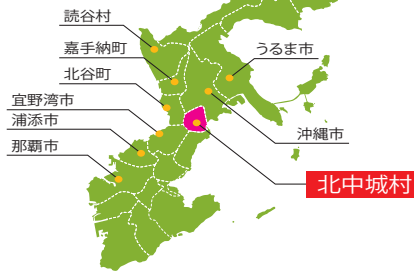 読谷村
嘉手納町
うるま市
北谷町
宜野湾市
浦添市
沖縄市
那覇市
北中城村